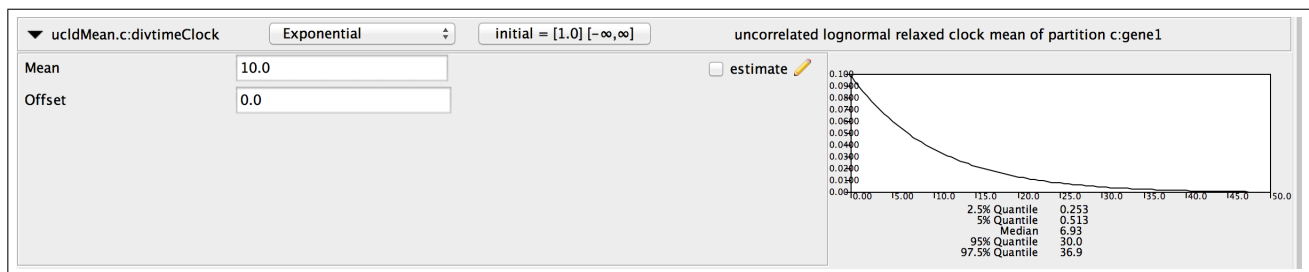 ucldMean.c:divtimeClock Exponential initial = [1.0] [-∞,∞] uncorrelated lognormal relaxed clock mean of partition c:gene1
Mean 10.0 estimate
Offset 0.0
0.100
0.0900
0.0800
0.0700
0.0600
0.0500
0.0400
0.0300
0.0200
0.0100
0.00
0.00 5.00 10.0 15.0 20.0 25.0 30.0 35.0 40.0 45.0 50.0
2.5% Quantile 0.253
5% Quantile 0.513
Median 6.93
95% Quantile 30.0
97.5% Quantile 36.9